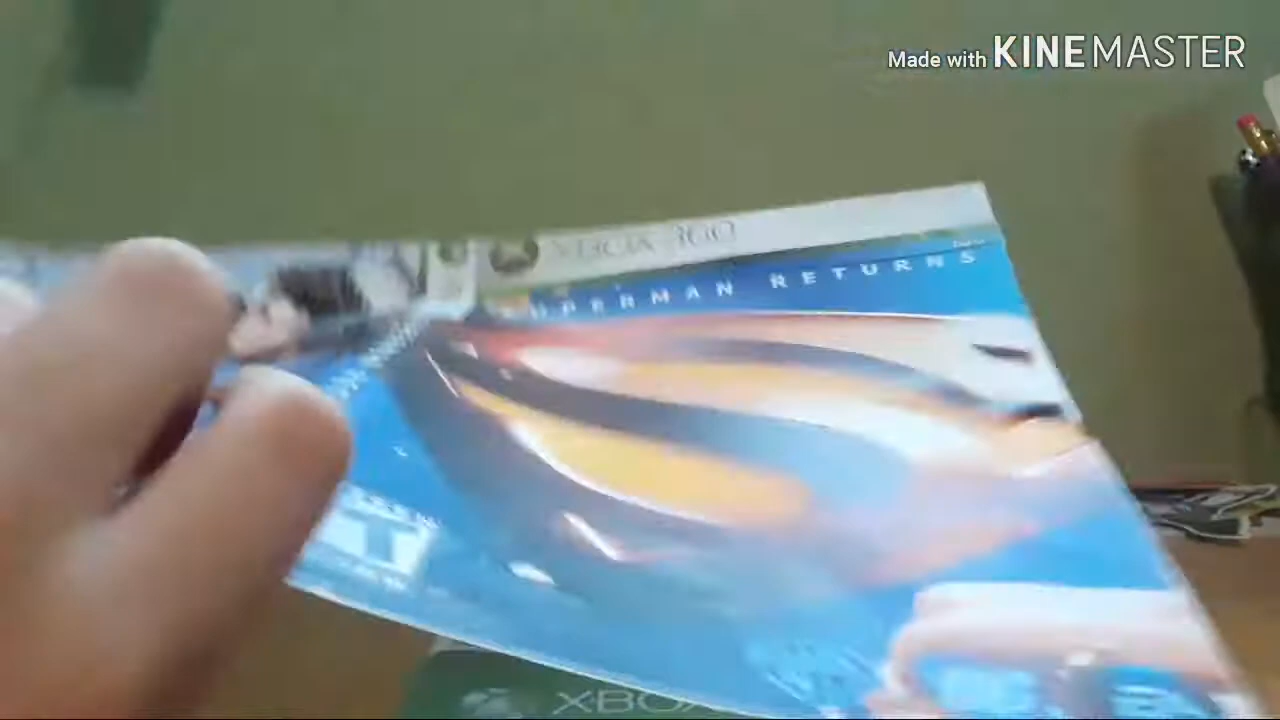 Made with KINEMASTER
XBOX 360
SUPERMAN RETURNS
T
XBOX